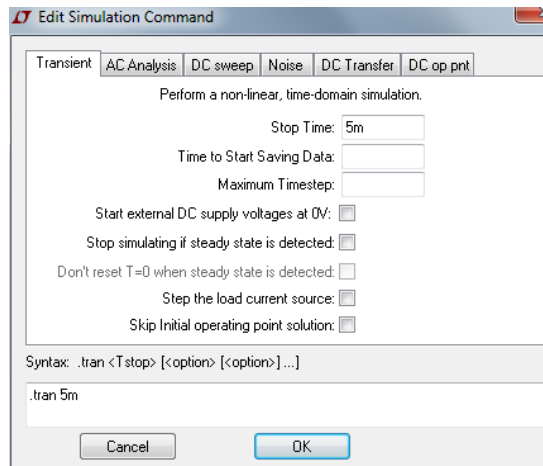 Edit Simulation Command
Transient AC Analysis DC sweep Noise DC Transfer DC op pnt
Perform a non-linear, time-domain simulation.
Stop Time: 5m
Time to Start Saving Data:
Maximum Timestep:
Start external DC supply voltages at 0V:
Stop simulating if steady state is detected:
Don't reset T=0 when steady state is detected:
Step the load current source:
Skip Initial operating point solution:
Syntax: .tran <Tstop> [<option> [<option>] ...]
.tran 5m
Cancel OK